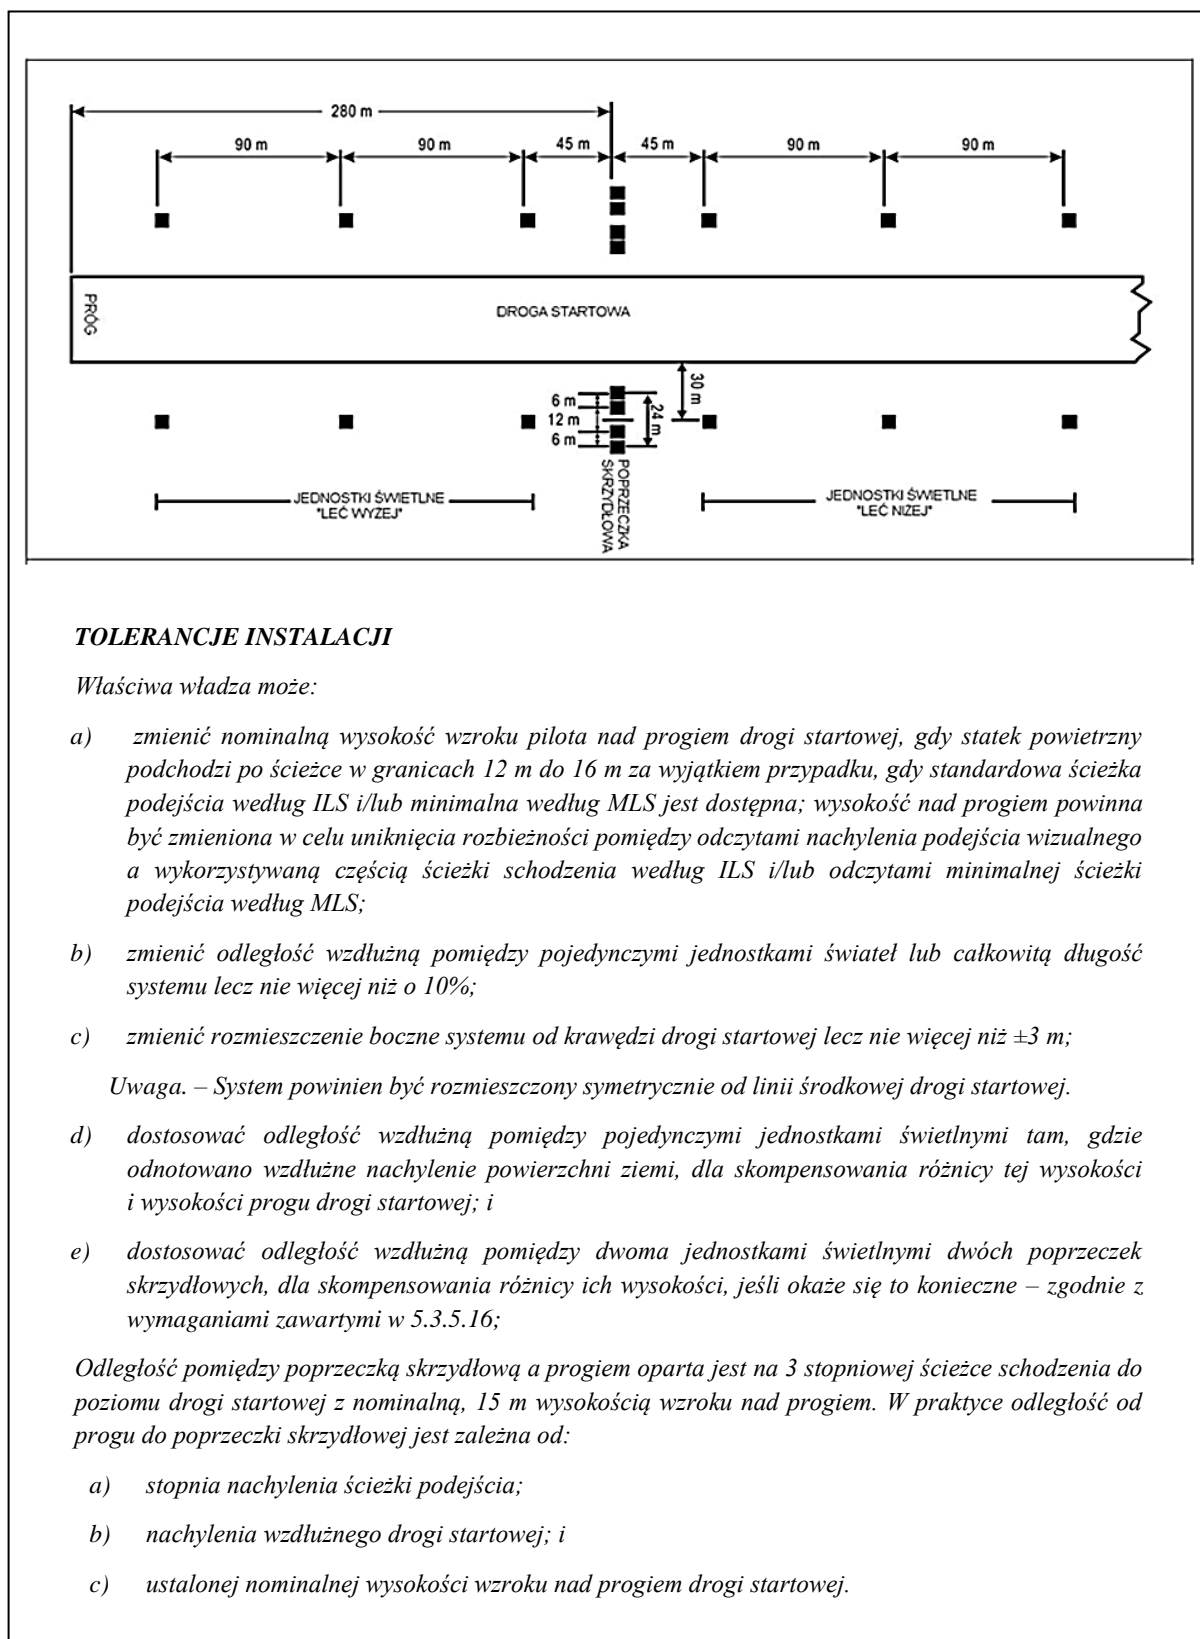 280 m
90 m 90 m 45 m 45 m 90 m 90 m
PRÓG
DROGA STARTOWA
30 m
6 m
12 m
6 m
24 m
POPRZECZKA
SKRZYDŁOWA
JEDNOSTKI ŚWIETLNE
"LEĆ WYŻEJ"
JEDNOSTKI ŚWIETLNE
"LEĆ NIŻEJ"
TOLERANCJE INSTALACJI
Właściwa władza może:
a) zmienić nominalną wysokość wzroku pilota nad progiem drogi startowej, gdy statek powietrzny
podchodzi po ścieżce w granicach 12 m do 16 m za wyjątkiem przypadku, gdy standardowa ścieżka
podejścia według ILS i/lub minimalna według MLS jest dostępna; wysokość nad progiem powinna
być zmieniona w celu uniknięcia rozbieżności pomiędzy odczytami nachylenia podejścia wizualnego
a wykorzystywaną częścią ścieżki schodzenia według ILS i/lub odczytami minimalnej ścieżki
podejścia według MLS;
b) zmienić odległość wzdłużną pomiędzy pojedynczymi jednostkami świateł lub całkowitą długość
systemu lecz nie więcej niż o 10%;
c) zmienić rozmieszczenie boczne systemu od krawędzi drogi startowej lecz nie więcej niż ±3 m;
Uwaga. – System powinien być rozmieszczony symetrycznie od linii środkowej drogi startowej.
d) dostosować odległość wzdłużną pomiędzy pojedynczymi jednostkami świetlnymi tam, gdzie
odnotowano wzdłużne nachylenie powierzchni ziemi, dla skompensowania różnicy tej wysokości
i wysokości progu drogi startowej; i
e) dostosować odległość wzdłużną pomiędzy dwoma jednostkami świetlnymi dwóch poprzeczek
skrzydłowych, dla skompensowania różnicy ich wysokości, jeśli okaże się to konieczne – zgodnie z
wymaganiami zawartymi w 5.3.5.16;
Odległość pomiędzy poprzeczką skrzydłową a progiem oparta jest na 3 stopniowej ścieżce schodzenia do
poziomu drogi startowej z nominalną, 15 m wysokością wzroku nad progiem. W praktyce odległość od
progu do poprzeczki skrzydłowej jest zależna od:
a) stopnia nachylenia ścieżki podejścia;
b) nachylenia wzdłużnego drogi startowej; i
c) ustalonej nominalnej wysokości wzroku nad progiem drogi startowej.